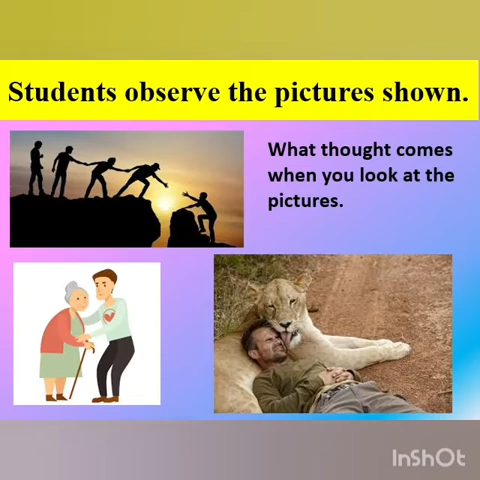 Students observe the pictures shown.
What thought comes
when you look at the
pictures.
InShOt